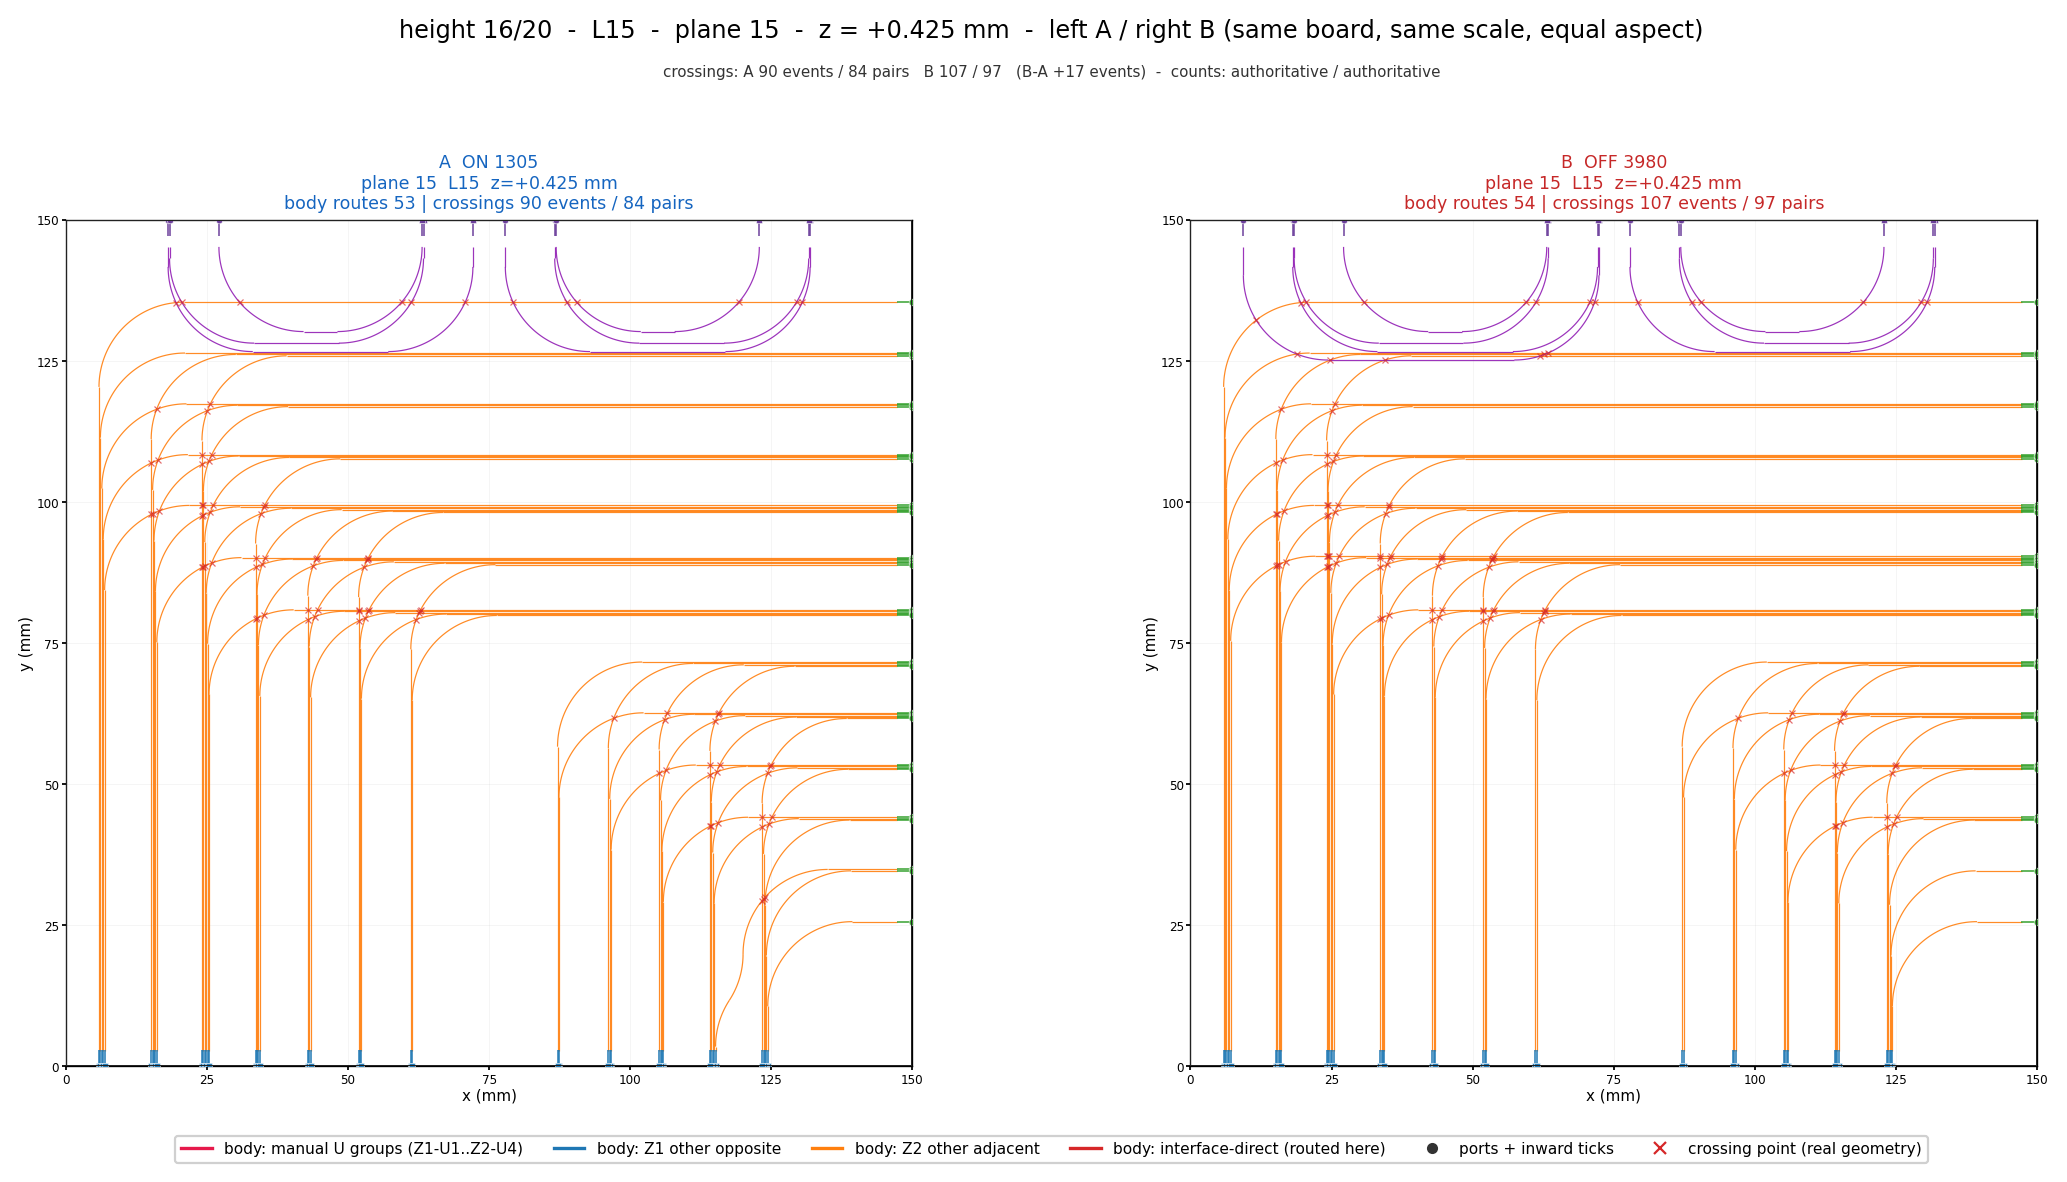 height 16/20  -  L15  -  plane 15  -  z = +0.425 mm  -  left A / right B (same board, same scale, equal aspect)
crossings: A 90 events / 84 pairs   B 107 / 97   (B-A +17 events)  -  counts: authoritative / authoritative
A  ON 1305
plane 15  L15  z=+0.425 mm
body routes 53 | crossings 90 events / 84 pairs
150
125
100
75
50
25
0
y (mm)
0 25 50 75 100 125 150
x (mm)
B  OFF 3980
plane 15  L15  z=+0.425 mm
body routes 54 | crossings 107 events / 97 pairs
150
125
100
75
50
25
0
y (mm)
0 25 50 75 100 125 150
x (mm)
body: manual U groups (Z1-U1..Z2-U4)
body: Z1 other opposite
body: Z2 other adjacent
body: interface-direct (routed here)
ports + inward ticks
crossing point (real geometry)